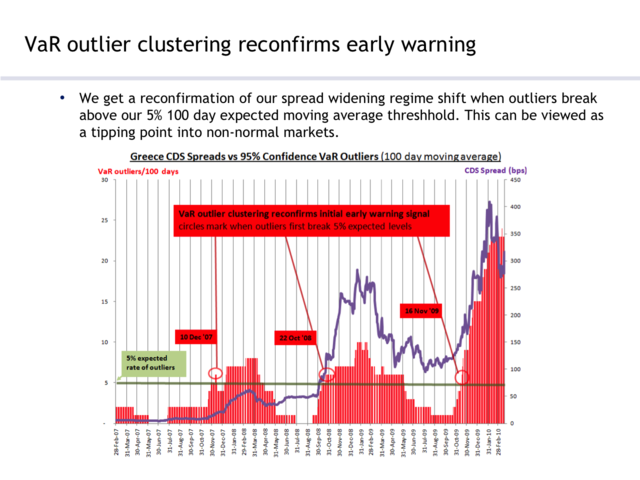 VaR outlier clustering reconfirms early warning
• We get a reconfirmation of our spread widening regime shift when outliers break
above our 5% 100 day expected moving average threshhold. This can be viewed as
a tipping point into non-normal markets.
Greece CDS Spreads vs 95% Confidence VaR Outliers (100 day moving average)
VaR outliers/100 days
CDS Spread (bps)
30
25
20
15
10
5
-
450
400
350
300
250
200
150
100
50
0
VaR outlier clustering reconfirms initial early warning signal
circles mark when outliers first break 5% expected levels
10 Dec '07
22 Oct '08
16 Nov '09
5% expected
rate of outliers
28-Feb-07
31-Mar-07
30-Apr-07
31-May-07
30-Jun-07
31-Jul-07
31-Aug-07
30-Sep-07
31-Oct-07
30-Nov-07
31-Dec-07
31-Jan-08
29-Feb-08
31-Mar-08
30-Apr-08
31-May-08
30-Jun-08
31-Jul-08
31-Aug-08
30-Sep-08
31-Oct-08
30-Nov-08
31-Dec-08
31-Jan-09
28-Feb-09
31-Mar-09
30-Apr-09
31-May-09
30-Jun-09
31-Jul-09
31-Aug-09
30-Sep-09
31-Oct-09
30-Nov-09
31-Dec-09
31-Jan-10
28-Feb-10